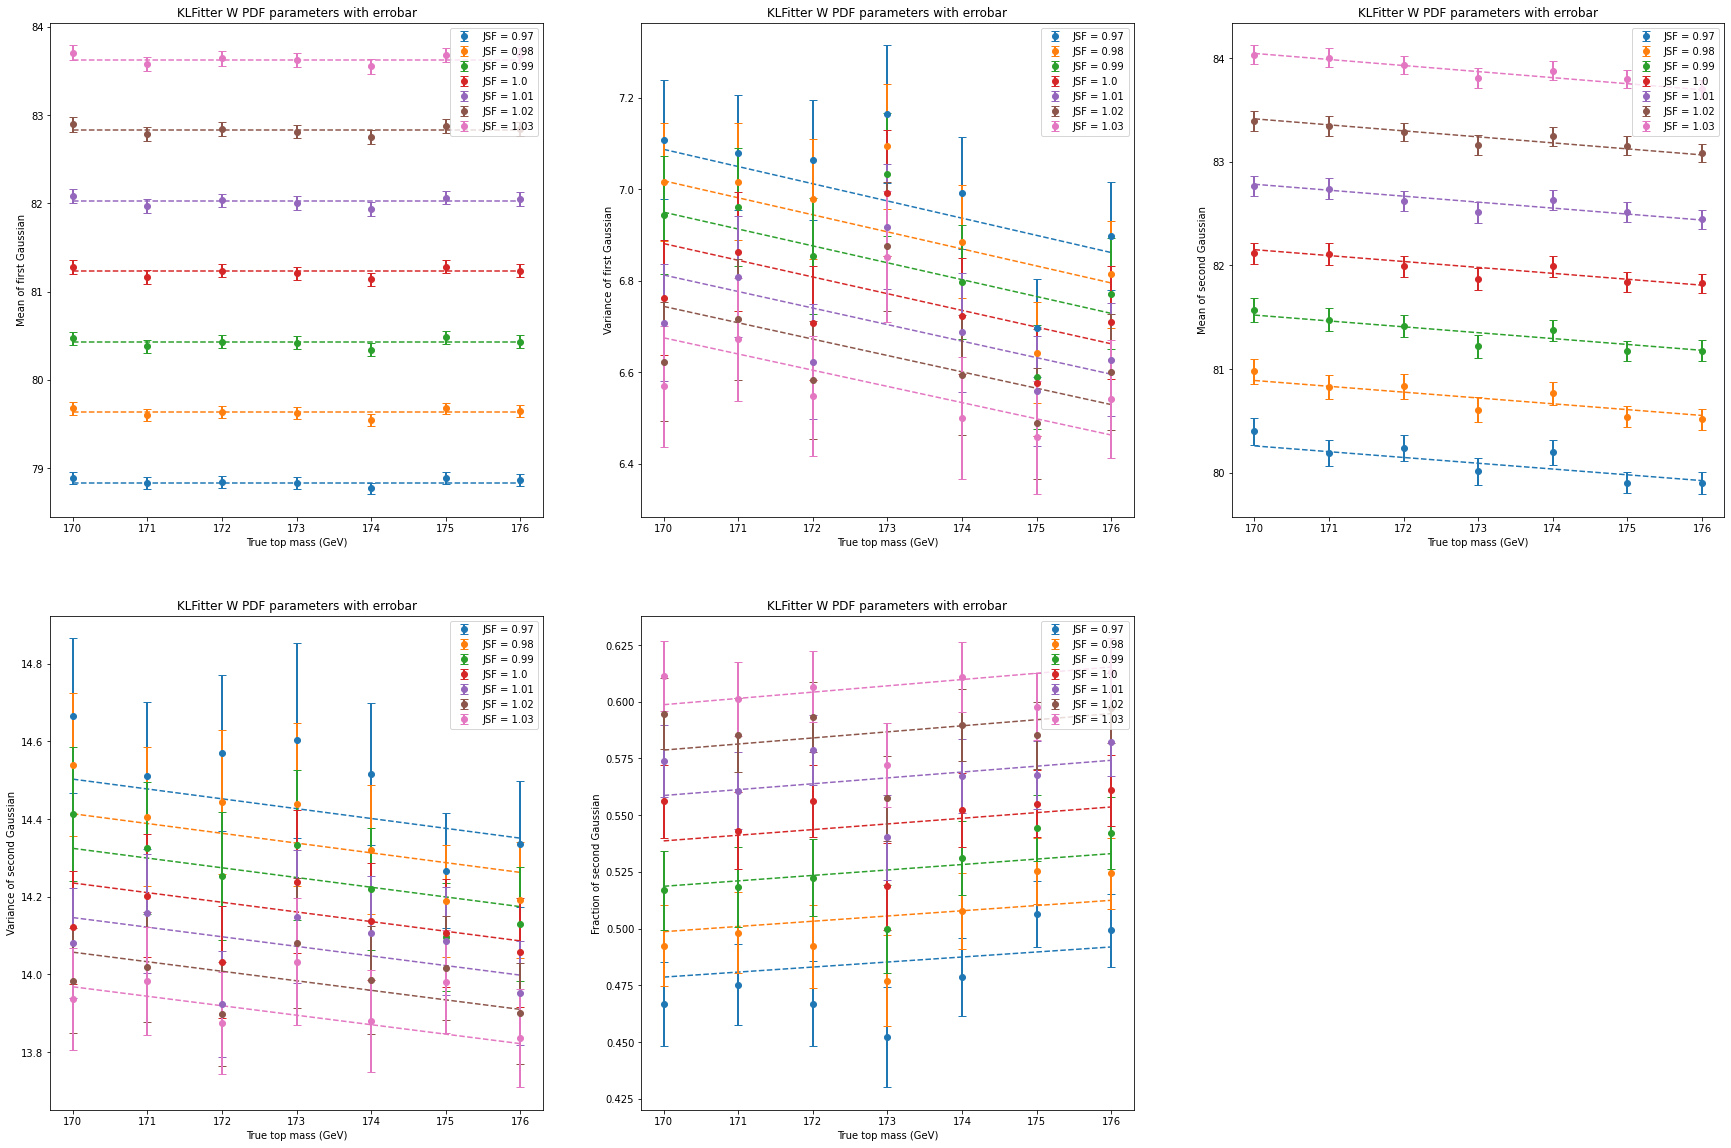 KLFitter W PDF parameters with errobar
Mean of first Gaussian
84
83
82
81
80
79
170 171 172 173 174 175 176
True top mass (GeV)
JSF = 0.97
JSF = 0.98
JSF = 0.99
JSF = 1.0
JSF = 1.01
JSF = 1.02
JSF = 1.03
KLFitter W PDF parameters with errobar
Variance of first Gaussian
7.2
7.0
6.8
6.6
6.4
170 171 172 173 174 175 176
True top mass (GeV)
JSF = 0.97
JSF = 0.98
JSF = 0.99
JSF = 1.0
JSF = 1.01
JSF = 1.02
JSF = 1.03
KLFitter W PDF parameters with errobar
Mean of second Gaussian
84
83
82
81
80
170 171 172 173 174 175 176
True top mass (GeV)
JSF = 0.97
JSF = 0.98
JSF = 0.99
JSF = 1.0
JSF = 1.01
JSF = 1.02
JSF = 1.03
KLFitter W PDF parameters with errobar
Variance of second Gaussian
14.8
14.6
14.4
14.2
14.0
13.8
170 171 172 173 174 175 176
True top mass (GeV)
JSF = 0.97
JSF = 0.98
JSF = 0.99
JSF = 1.0
JSF = 1.01
JSF = 1.02
JSF = 1.03
KLFitter W PDF parameters with errobar
Fraction of second Gaussian
0.625
0.600
0.575
0.550
0.525
0.500
0.475
0.450
0.425
170 171 172 173 174 175 176
True top mass (GeV)
JSF = 0.97
JSF = 0.98
JSF = 0.99
JSF = 1.0
JSF = 1.01
JSF = 1.02
JSF = 1.03